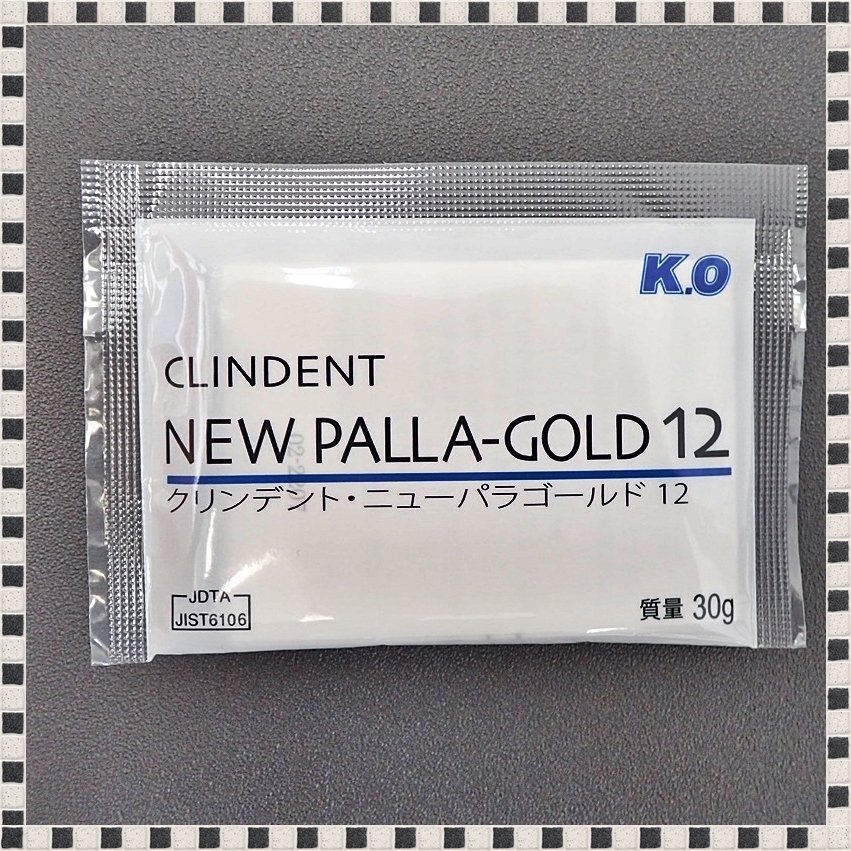 K.O
CLINDENT
NEW PALLA-GOLD 12
クリンデント・ニューパラゴールド 12
JDTA
JIST6106
質量 30g